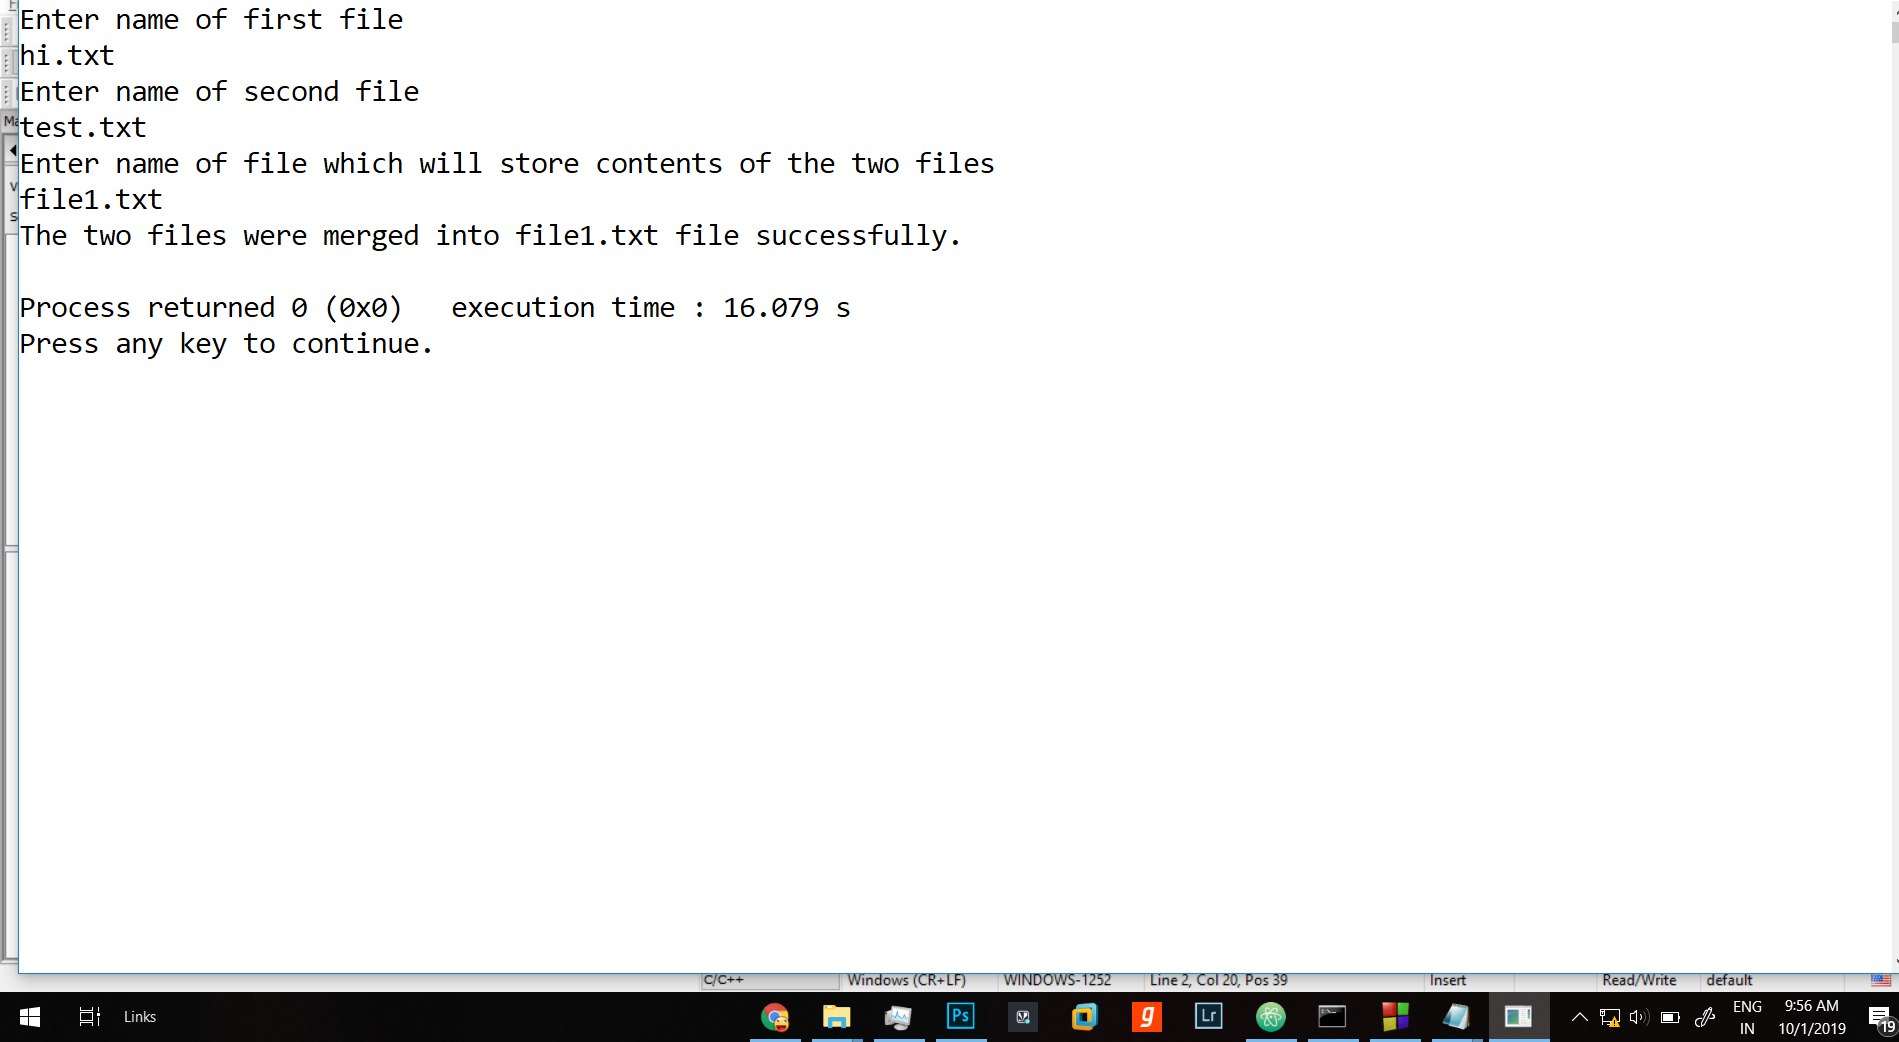 Enter name of first file
hi.txt
Enter name of second file
test.txt
Enter name of file which will store contents of the two files
file1.txt
The two files were merged into file1.txt file successfully.
Process returned 0 (0x0)   execution time : 16.079 s
Press any key to continue.
C/C++ Windows (CR+LF) WINDOWS-1252 Line 2, Col 20, Pos 39 Insert Read/Write default
Links Ps g Lr ENG 9:56 AM
IN 10/1/2019 19